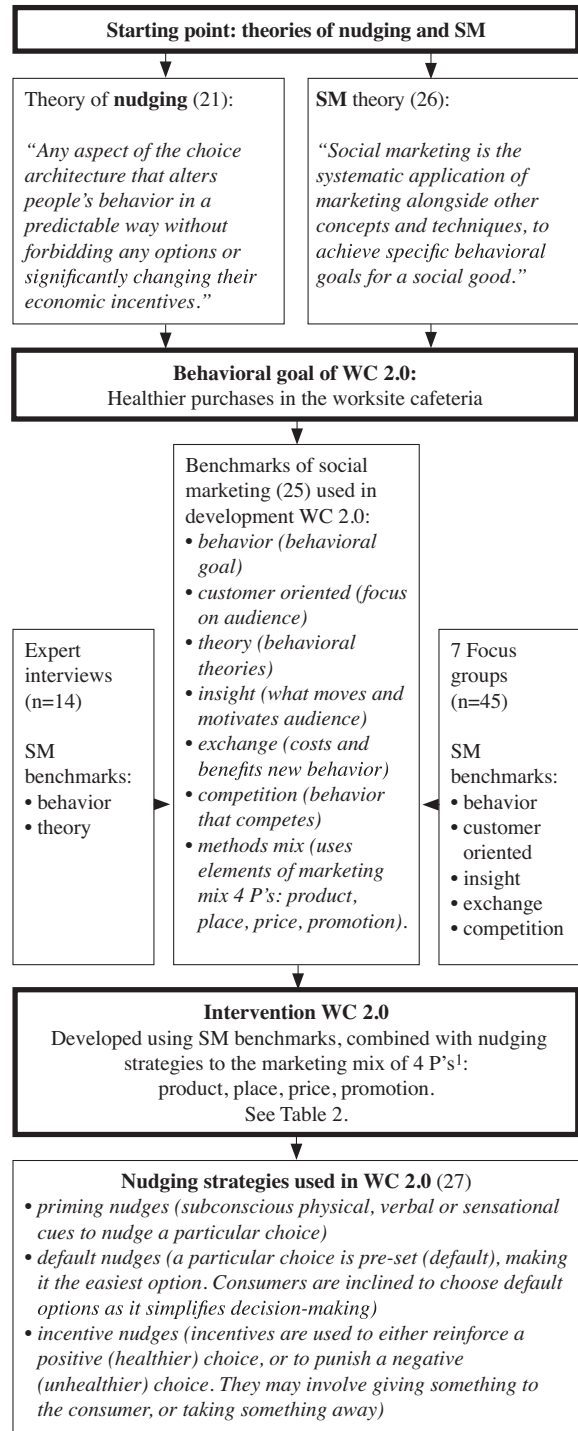 Starting point: theories of nudging and SM
Theory of nudging (21):
“Any aspect of the choice
architecture that alters
people’s behavior in a
predictable way without
forbidding any options or
significantly changing their
economic incentives.”
SM theory (26):
“Social marketing is the
systematic application of
marketing alongside other
concepts and techniques, to
achieve specific behavioral
goals for a social good.”
Behavioral goal of WC 2.0:
Healthier purchases in the worksite cafeteria
Expert
interviews
(n=14)
SM
benchmarks:
• behavior
• theory
Benchmarks of social
marketing (25) used in
development WC 2.0:
• behavior (behavioral
goal)
• customer oriented (focus
on audience)
• theory (behavioral
theories)
• insight (what moves and
motivates audience)
• exchange (costs and
benefits new behavior)
• competition (behavior
that competes)
• methods mix (uses
elements of marketing
mix 4 P’s: product,
place, price, promotion).
7 Focus
groups
(n=45)
SM
benchmarks:
• behavior
• customer
oriented
• insight
• exchange
• competition
Intervention WC 2.0
Developed using SM benchmarks, combined with nudging
strategies to the marketing mix of 4 P’s¹:
product, place, price, promotion.
See Table 2.
Nudging strategies used in WC 2.0 (27)
• priming nudges (subconscious physical, verbal or sensational
cues to nudge a particular choice)
• default nudges (a particular choice is pre-set (default), making
it the easiest option. Consumers are inclined to choose default
options as it simplifies decision-making)
• incentive nudges (incentives are used to either reinforce a
positive (healthier) choice, or to punish a negative
(unhealthier) choice. They may involve giving something to
the consumer, or taking something away)